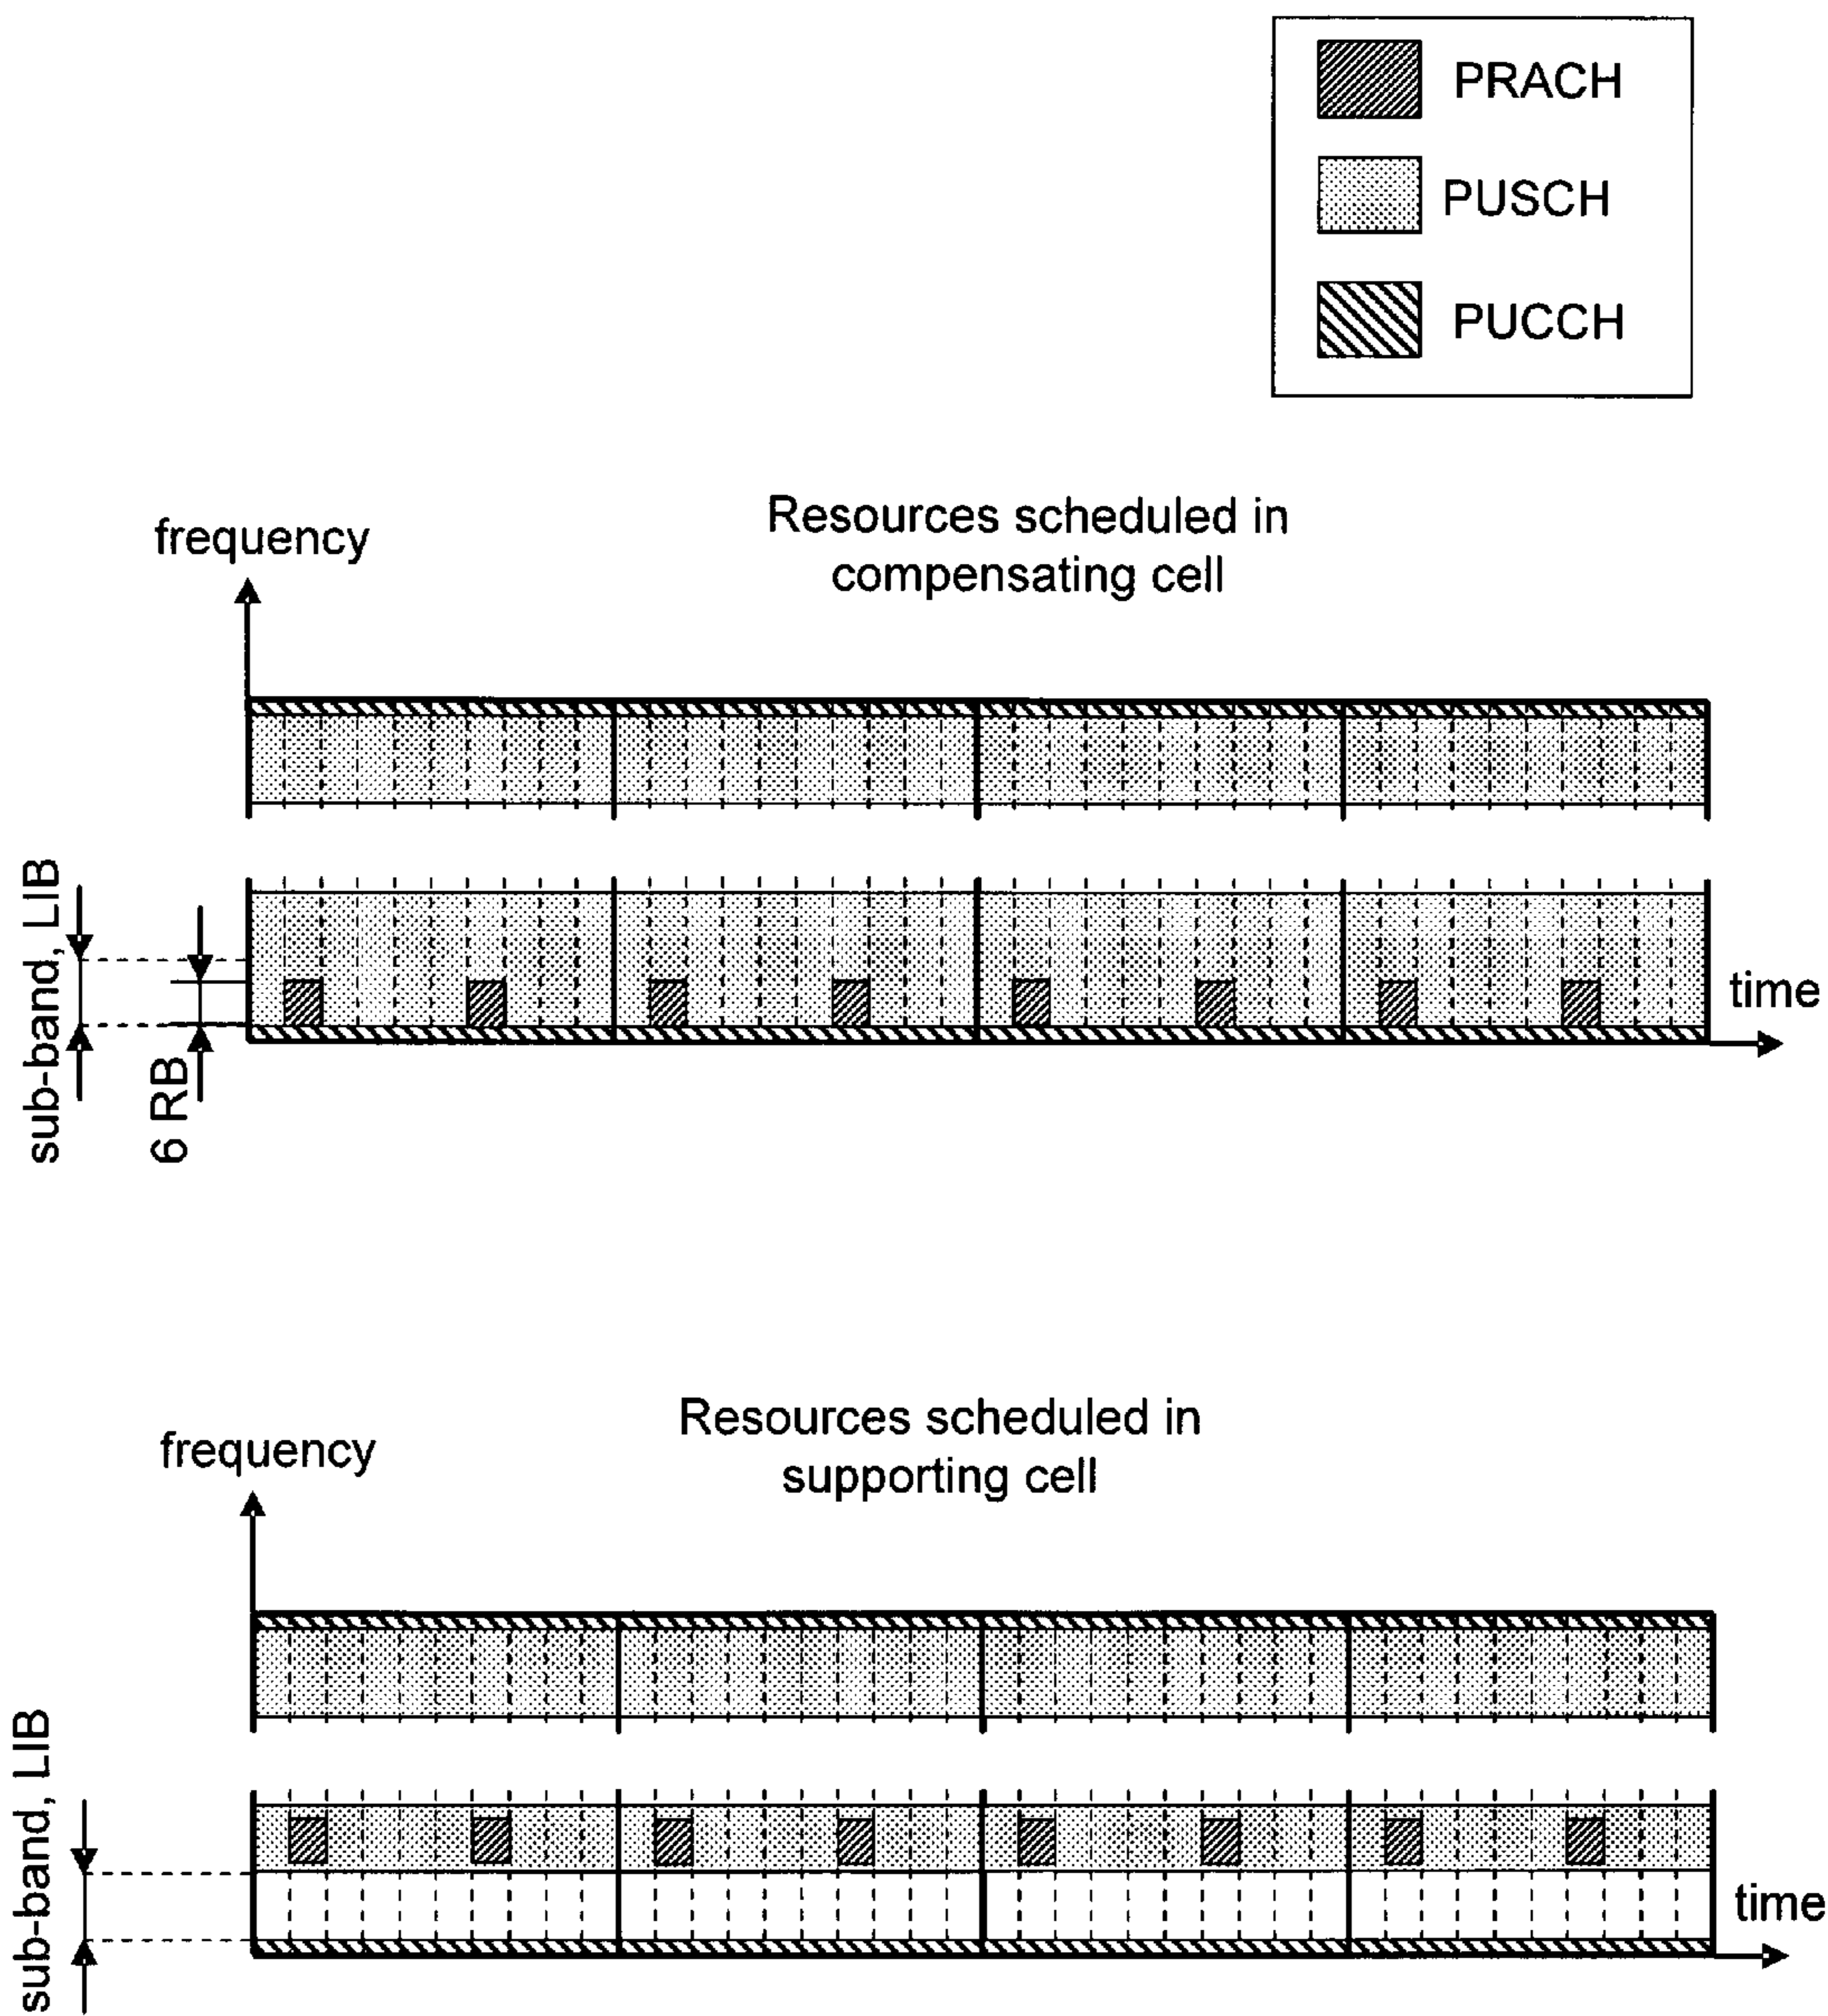 PRACH
PUSCH
PUCCH
Resources scheduled in
compensating cell
frequency
sub-band, LIB
6 RB
time
Resources scheduled in
supporting cell
frequency
sub-band, LIB
time